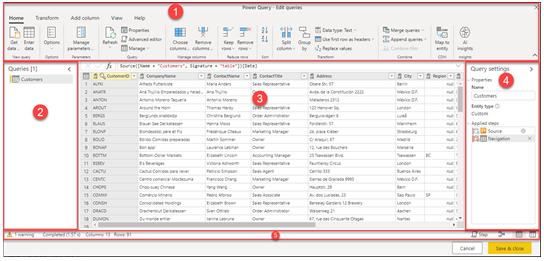 Power Query - Edit queries
Home Transform Add column View Help
1
Get data Enter data Options Manage parameters Refresh Properties Advanced editor Manage Choose columns Remove columns Keep rows Remove rows Split column Group by Data type: Text Use first row as headers Replace values Merge queries Append queries Combine files Map to entity AI insights
Queries [1]
Customers
2
Source{[Name = "Customers", Signature = "table"]}[Data]
CustomerID CompanyName ContactName ContactTitle Address City Region
1 ALFKI Alfreds Futterkiste Maria Anders Sales Representative Obere Str. 57 Berlin null
2 ANATR Ana Trujillo Emparedados y helad... Ana Trujillo Owner Avda. de la Constitución 2222 México D.F. null
3 ANTON Antonio Moreno Taquería Antonio Moreno Owner Mataderos 2312 México D.F. null
4 AROUT Around the Horn Thomas Hardy Sales Representative 120 Hanover Sq. London null
5 BERGS Berglunds snabbköp Christina Berglund Order Administrator Berguvsvägen 8 Luleå null
6 BLAUS Blauer See Delikatessen Hanna Moos Sales Representative Forsterstr. 57 Mannheim null
7 BLONP Blondesddsl père et fils Frédérique Citeaux Marketing Manager 24, place Kléber Strasbourg null
8 BOLID Bólido Comidas preparadas Martín Sommer Owner C/ Araquil, 67 Madrid null
9 BONAP Bon app' Laurence Lebihan Owner 12, rue des Bouchers Marseille null
10 BOTTM Bottom-Dollar Markets Elizabeth Lincoln Accounting Manager 23 Tsawassen Blvd. Tsawassen BC
11 BSBEV B's Beverages Victoria Ashworth Sales Representative Fauntleroy Circus London null
12 CACTU Cactus Comidas para llevar Patricio Simpson Sales Agent Cerrito 333 Buenos Aires null
13 CENTC Centro comercial Moctezuma Francisco Chang Marketing Manager Sierras de Granada 9993 México D.F. null
14 CHOPS Chop-suey Chinese Yang Wang Owner Hauptstr. 29 Bern null
15 COMMI Comércio Mineiro Pedro Afonso Sales Associate Av. dos Lusíadas, 23 Sao Paulo SP
16 CONSH Consolidated Holdings Elizabeth Brown Sales Representative Berkeley Gardens 12 Brewery London null
17 DRACD Drachenblut Delikatessen Sven Ottlieb Order Administrator Walserweg 21 Aachen null
18 DUMON Du monde entier Janine Labrune Owner 67, rue des Cinquante Otages Nantes null
3
Query settings
4
Properties
Name
Customers
Entity type
Custom
Applied steps
Source
Navigation
1 warning Completed (1.57 s) Columns: 13 Rows: 91
5
Step
Cancel Save & close